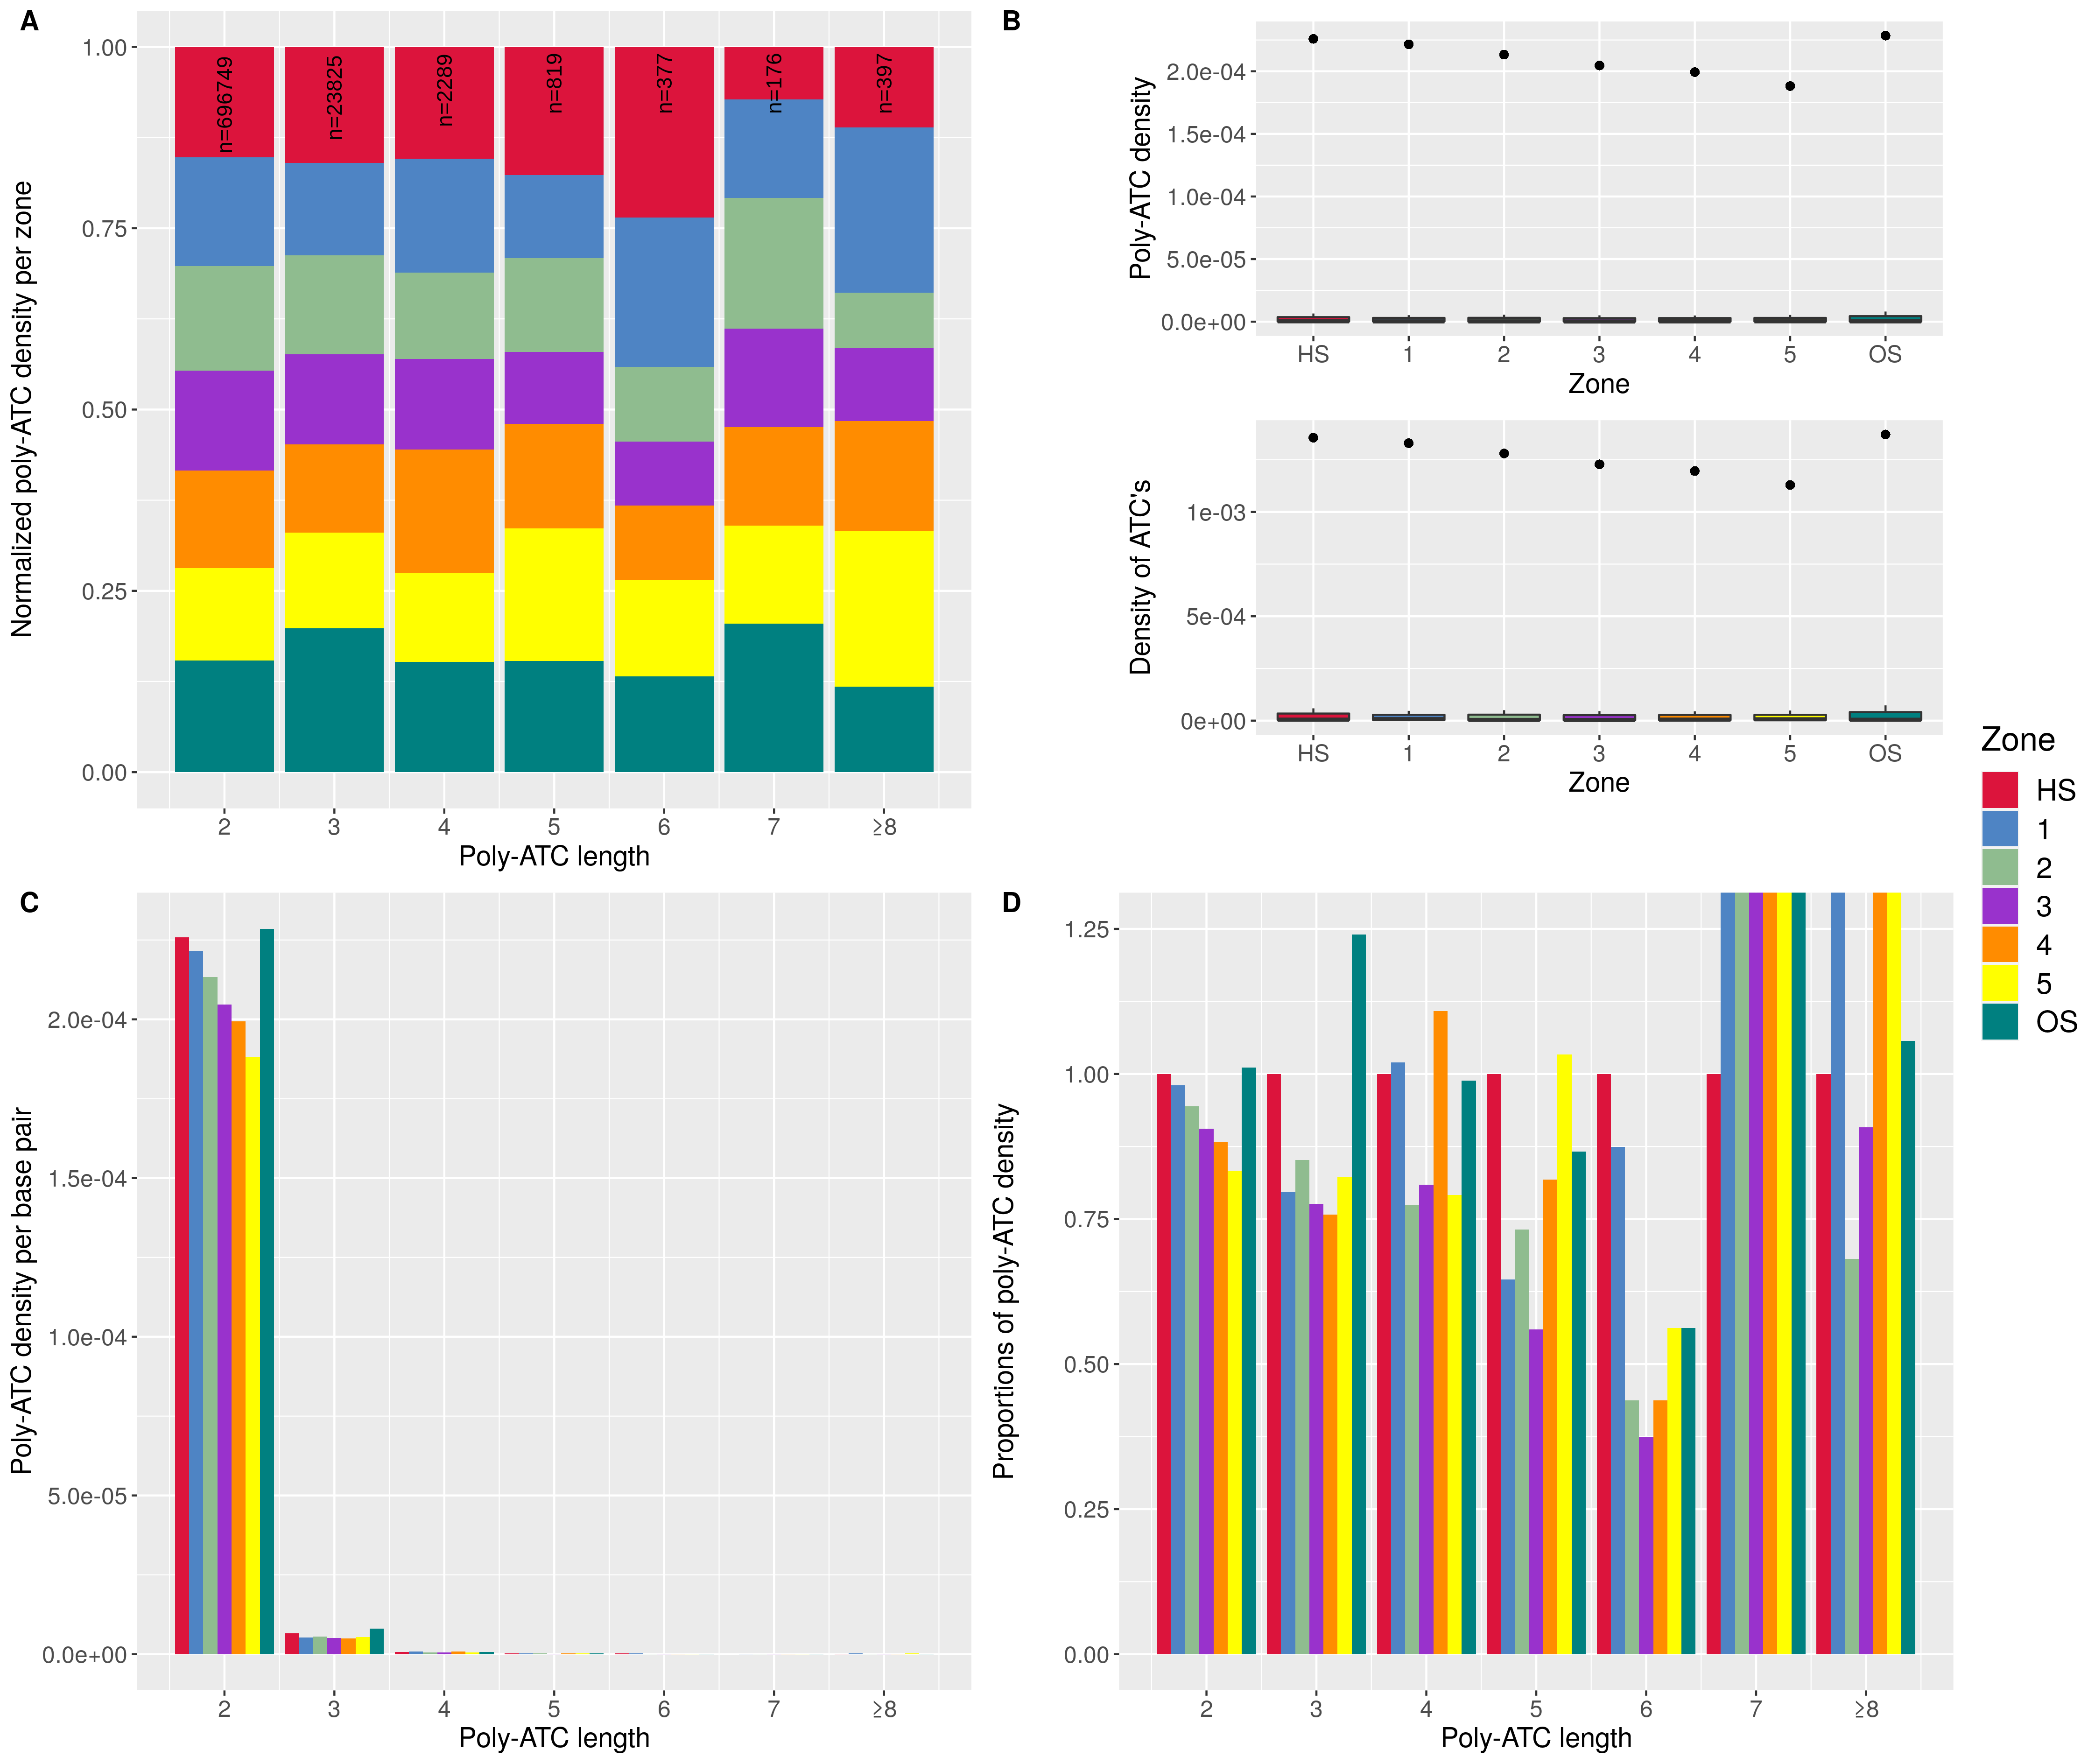 A
Normalized poly-ATC density per zone
1.00
0.75
0.50
0.25
0.00
n=696749
n=23825
n=2289
n=819
n=377
n=176
n=397
2 3 4 5 6 7 ≥8
Poly-ATC length
B
Poly-ATC density
2.0e-04
1.5e-04
1.0e-04
5.0e-05
0.0e+00
HS 1 2 3 4 5 OS
Zone
Density of ATC's
1e-03
5e-04
0e+00
HS 1 2 3 4 5 OS
Zone
Zone
HS
1
2
3
4
5
OS
C
Poly-ATC density per base pair
2.0e-04
1.5e-04
1.0e-04
5.0e-05
0.0e+00
2 3 4 5 6 7 ≥8
Poly-ATC length
D
Proportions of poly-ATC density
1.25
1.00
0.75
0.50
0.25
0.00
2 3 4 5 6 7 ≥8
Poly-ATC length